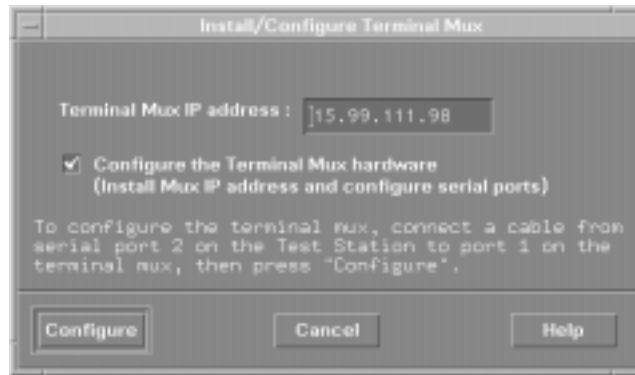 Install/Configure Terminal Mux
Terminal Mux IP address :
15.99.111.98
Configure the Terminal Mux hardware
(Install Mux IP address and configure serial ports)
To configure the terminal mux, connect a cable from
serial port 2 on the Test Station to port 1 on the
terminal mux, then press "Configure".
Configure
Cancel
Help